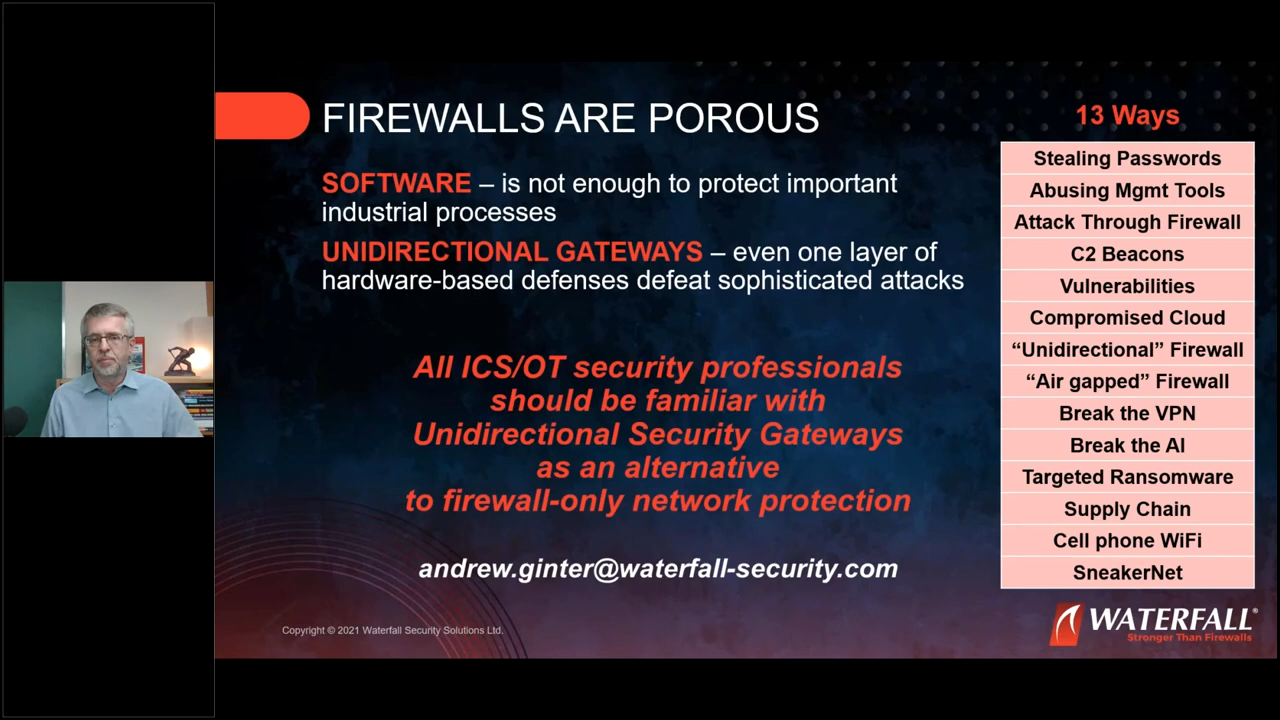 FIREWALLS ARE POROUS
SOFTWARE – is not enough to protect important
industrial processes
UNIDIRECTIONAL GATEWAYS – even one layer of
hardware-based defenses defeat sophisticated attacks
All ICS/OT security professionals
should be familiar with
Unidirectional Security Gateways
as an alternative
to firewall-only network protection
andrew.ginter@waterfall-security.com
Copyright © 2021 Waterfall Security Solutions Ltd.
13 Ways
Stealing Passwords
Abusing Mgmt Tools
Attack Through Firewall
C2 Beacons
Vulnerabilities
Compromised Cloud
“Unidirectional” Firewall
“Air gapped” Firewall
Break the VPN
Break the AI
Targeted Ransomware
Supply Chain
Cell phone WiFi
SneakerNet
WATERFALL®
Stronger Than Firewalls